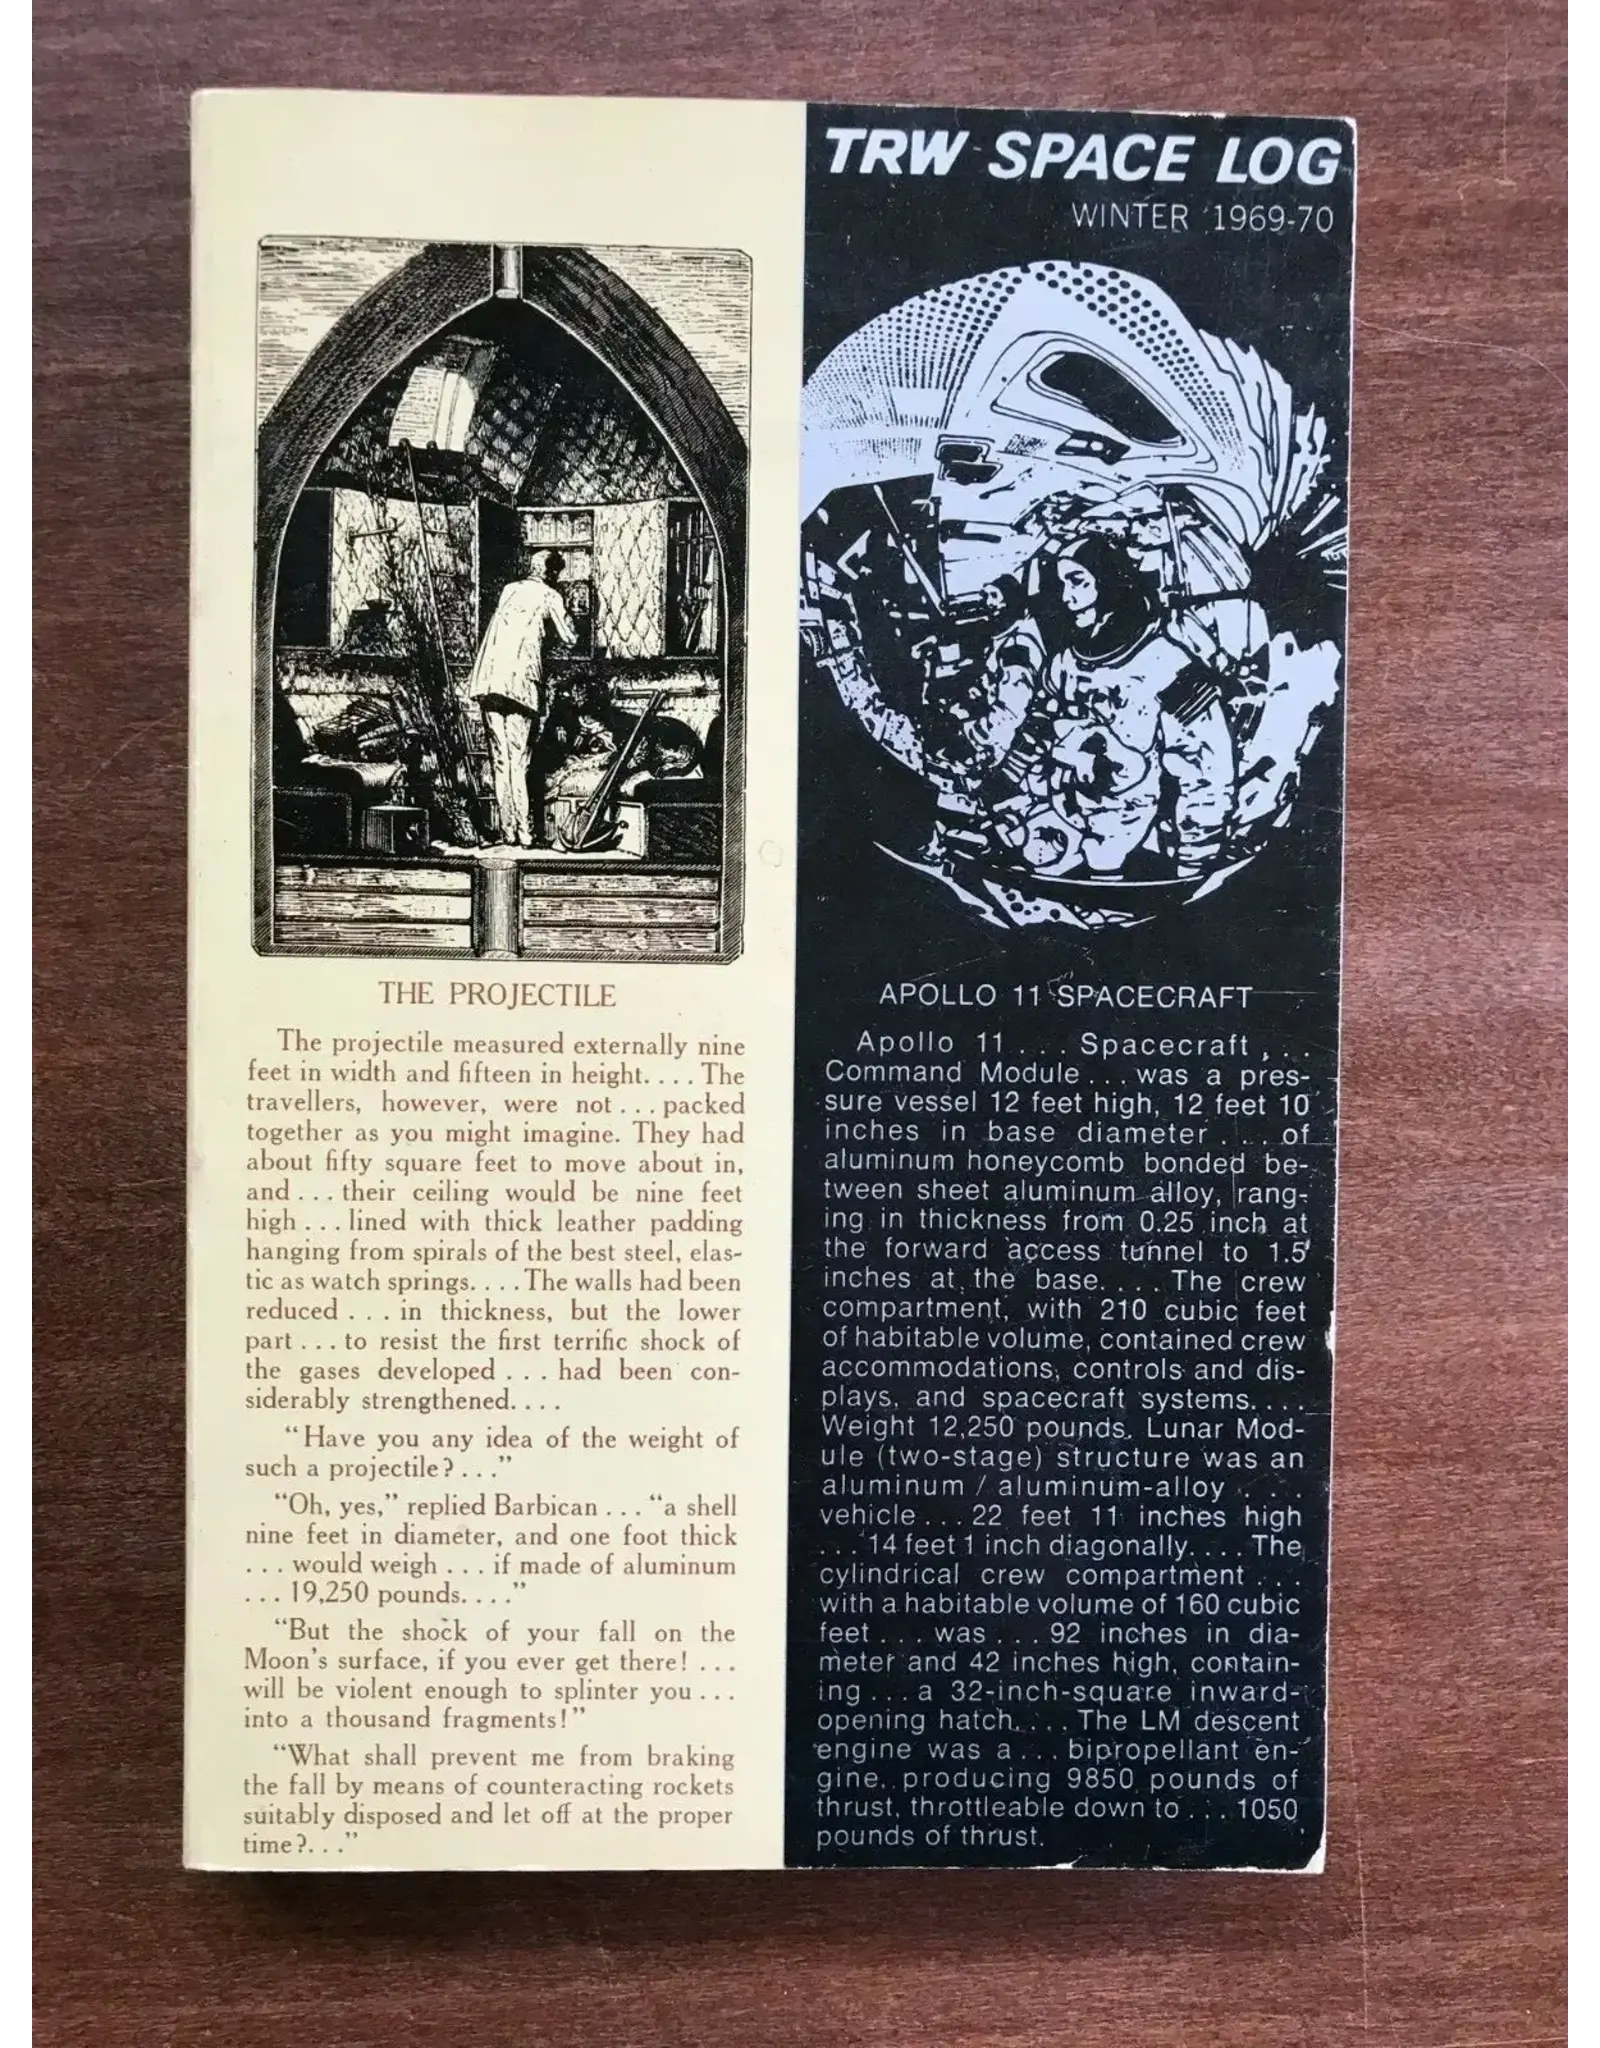 TRW SPACE LOG
WINTER 1969-70
THE PROJECTILE
The projectile measured externally nine
feet in width and fifteen in height. . . . The
travellers, however, were not . . . packed
together as you might imagine. They had
about fifty square feet to move about in,
and . . . their ceiling would be nine feet
high . . . lined with thick leather padding
hanging from spirals of the best steel, elas-
tic as watch springs. . . . The walls had been
reduced . . . in thickness, but the lower
part . . . to resist the first terrific shock of
the gases developed . . . had been con-
siderably strengthened. . . .
"Have you any idea of the weight of
such a projectile? . . ."
"Oh, yes," replied Barbican . . . "a shell
nine feet in diameter, and one foot thick
. . . would weigh . . . if made of aluminum
. . . 19,250 pounds. . . ."
"But the shock of your fall on the
Moon's surface, if you ever get there! . . .
will be violent enough to splinter you . . .
into a thousand fragments!"
"What shall prevent me from braking
the fall by means of counteracting rockets
suitably disposed and let off at the proper
time?. . ."
APOLLO 11 SPACECRAFT
Apollo 11 . . . Spacecraft . . .
Command Module . . . was a pres-
sure vessel 12 feet high, 12 feet 10
inches in base diameter . . . of
aluminum honeycomb bonded be-
tween sheet aluminum alloy, rang-
ing in thickness from 0.25 inch at
the forward access tunnel to 1.5
inches at the base. . . . The crew
compartment, with 210 cubic feet
of habitable volume, contained crew
accommodations, controls and dis-
plays, and spacecraft systems. . . .
Weight 12,250 pounds. Lunar Mod-
ule (two-stage) structure was an
aluminum / aluminum-alloy . . .
vehicle . . . 22 feet 11 inches high
. . . 14 feet 1 inch diagonally. . . . The
cylindrical crew compartment . . .
with a habitable volume of 160 cubic
feet . . . was . . . 92 inches in dia-
meter and 42 inches high, contain-
ing . . . a 32-inch-square inward-
opening hatch. . . . The LM descent
engine was a . . . bipropellant en-
gine, producing 9850 pounds of
thrust, throttleable down to . . . 1050
pounds of thrust.